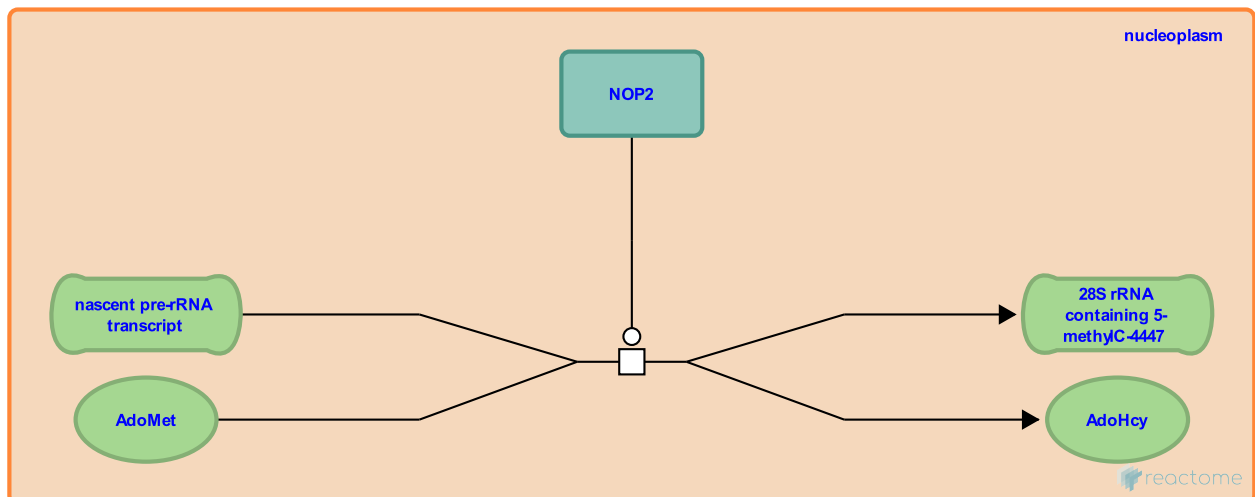 nucleoplasm
NOP2
nascent pre-rRNA
transcript
28S rRNA
containing 5-
methylC-4447
AdoMet
AdoHcy
reactome